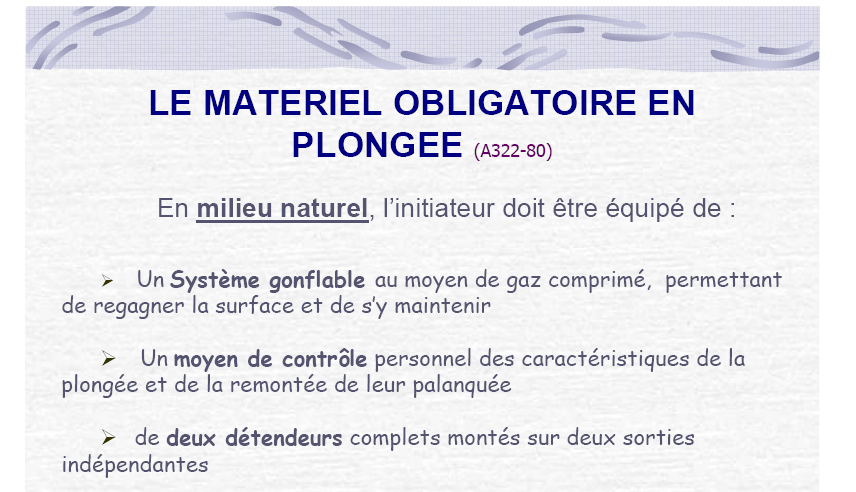 LE MATERIEL OBLIGATOIRE EN
PLONGEE (A322-80)
En milieu naturel, l’initiateur doit être équipé de :
➢ Un Système gonflable au moyen de gaz comprimé, permettant
de regagner la surface et de s’y maintenir
➢ Un moyen de contrôle personnel des caractéristiques de la
plongée et de la remontée de leur palanquée
➢ de deux détendeurs complets montés sur deux sorties
indépendantes